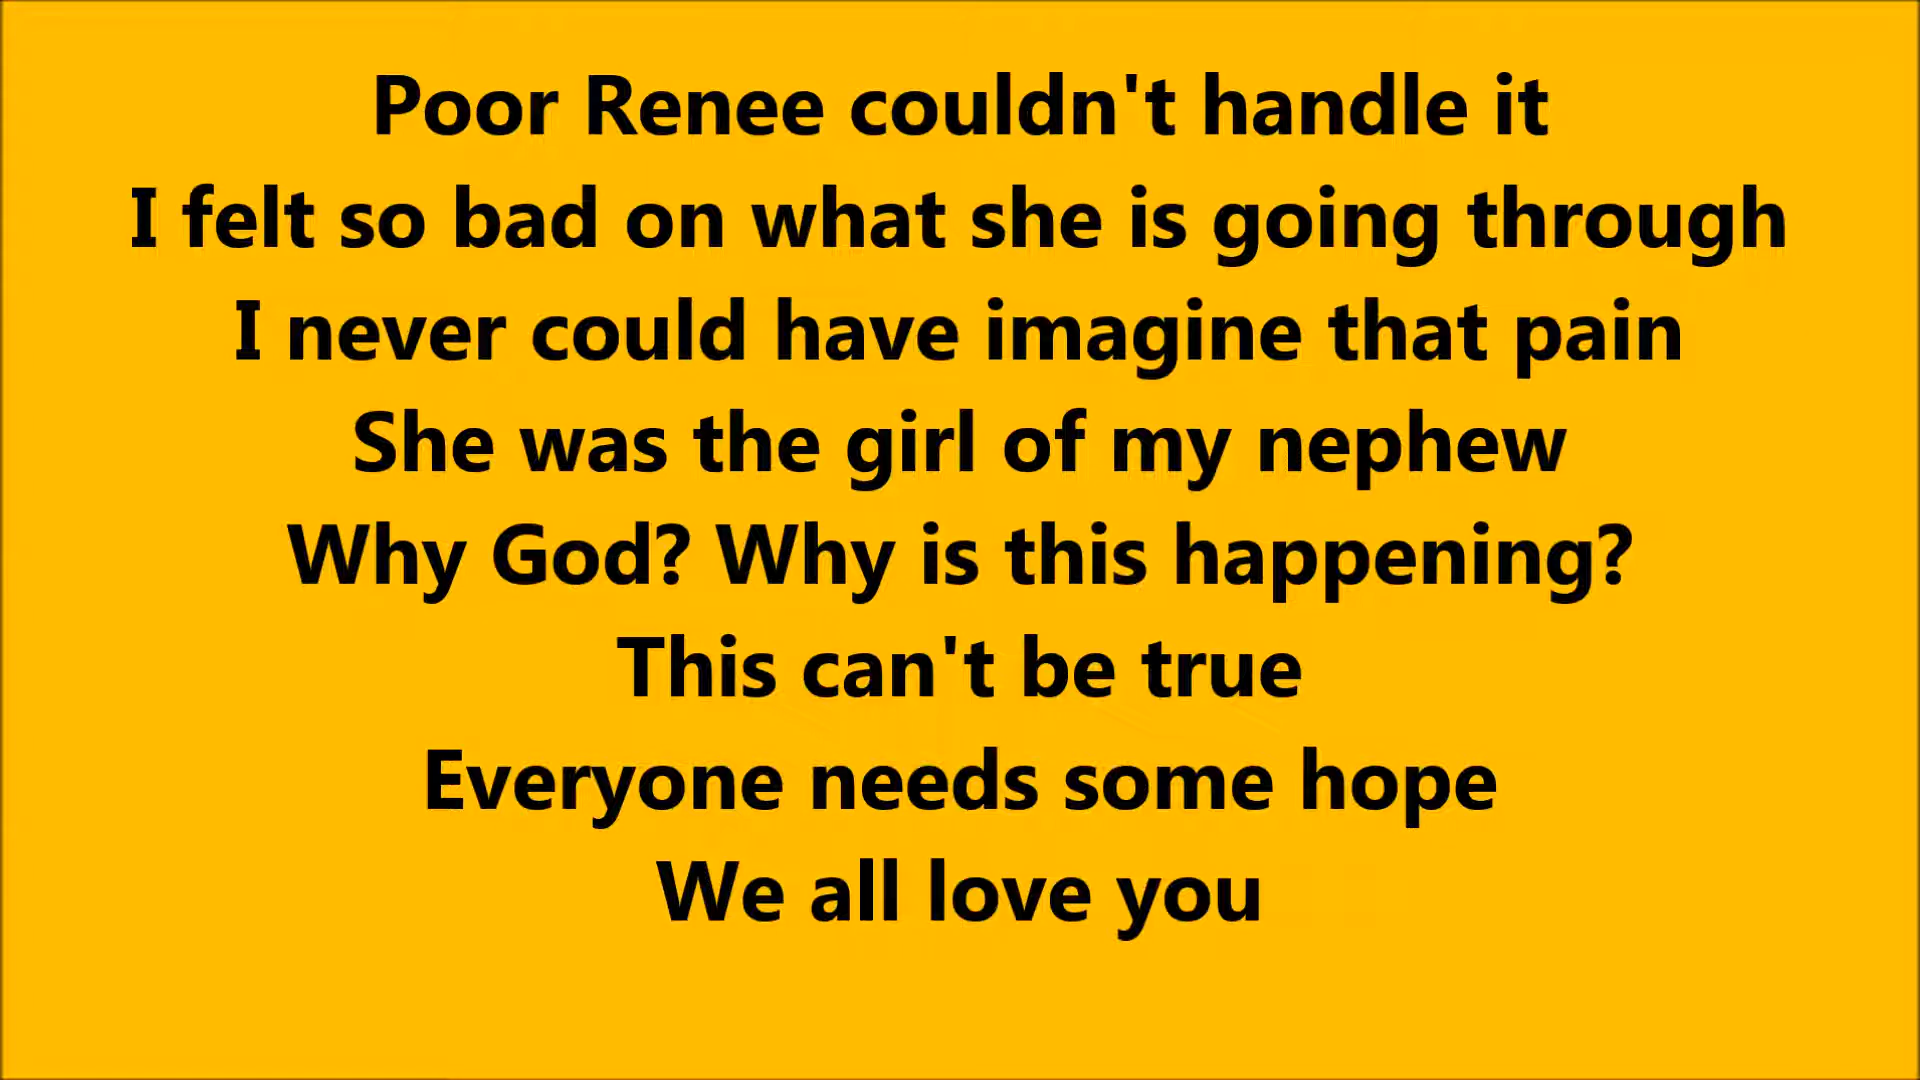 Poor Renee couldn't handle it
I felt so bad on what she is going through
I never could have imagine that pain
She was the girl of my nephew
Why God? Why is this happening?
This can't be true
Everyone needs some hope
We all love you